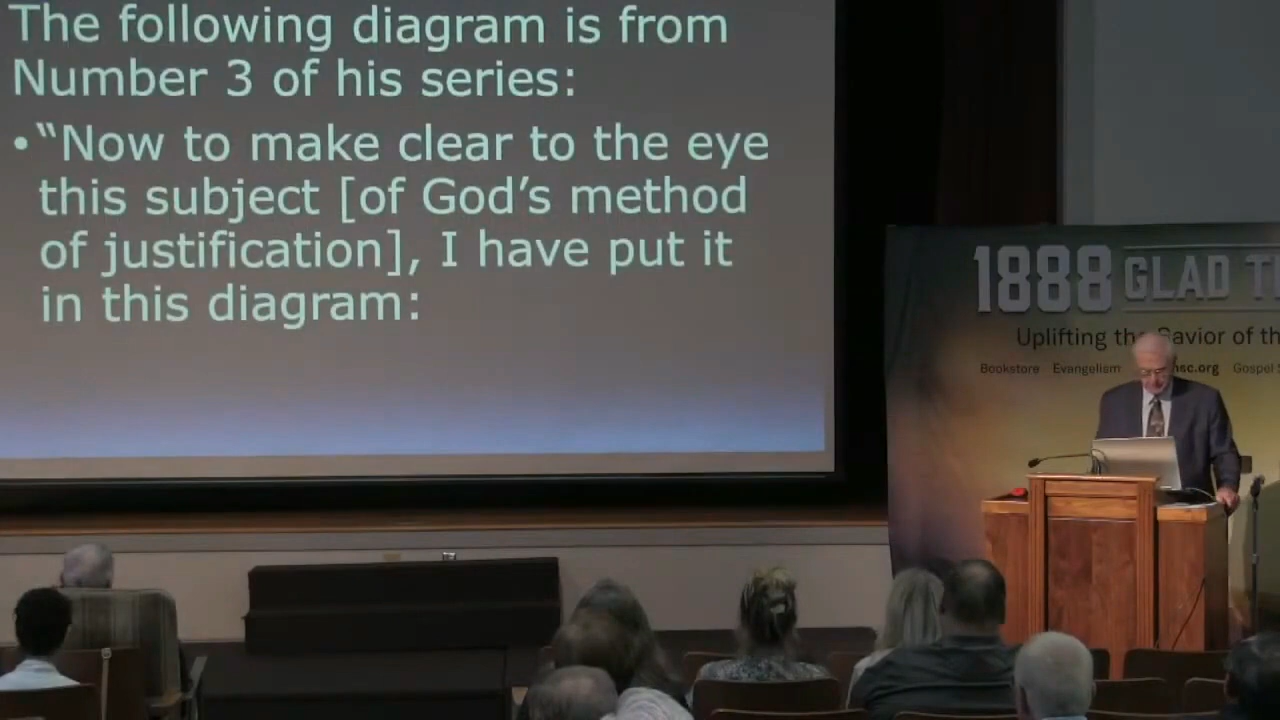 The following diagram is from
Number 3 of his series:
• “Now to make clear to the eye
this subject [of God’s method
of justification], I have put it
in this diagram:
1888 GLAD
Uplifting the Savior of
Bookstore Evangelism sc.org Gospel